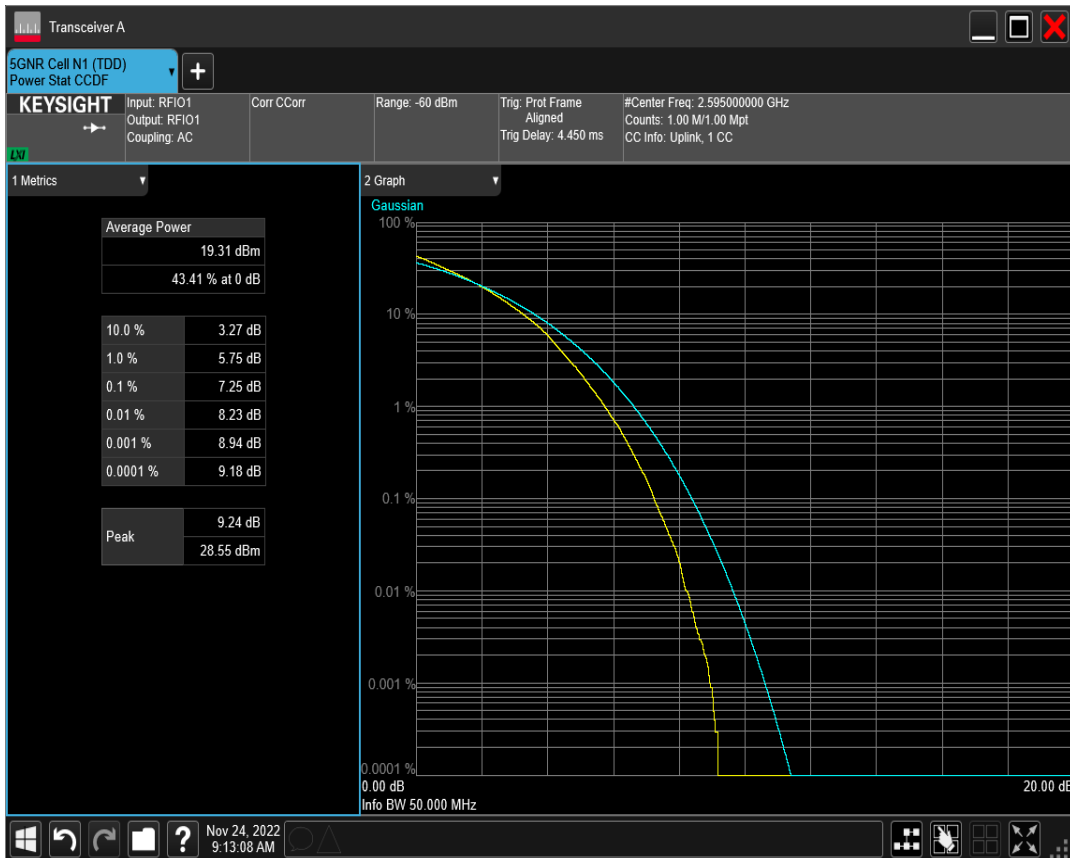 Transceiver A
5GNR Cell N1 (TDD)
Power Stat CCDF
+
KEYSIGHT
LXI
Input: RFIO1
Output: RFIO1
Coupling: AC
Corr CCorr
Range: -60 dBm
Trig: Prot Frame
Aligned
Trig Delay: 4.450 ms
#Center Freq: 2.595000000 GHz
Counts: 1.00 M/1.00 Mpt
CC Info: Uplink, 1 CC
1 Metrics
Average Power
19.31 dBm
43.41 % at 0 dB
10.0 % 3.27 dB
1.0 % 5.75 dB
0.1 % 7.25 dB
0.01 % 8.23 dB
0.001 % 8.94 dB
0.0001 % 9.18 dB
Peak
9.24 dB
28.55 dBm
2 Graph
Gaussian
100 %
10 %
1 %
0.1 %
0.01 %
0.001 %
0.0001 %
0.00 dB 20.00 dB
Info BW 50.000 MHz
?
Nov 24, 2022
9:13:08 AM